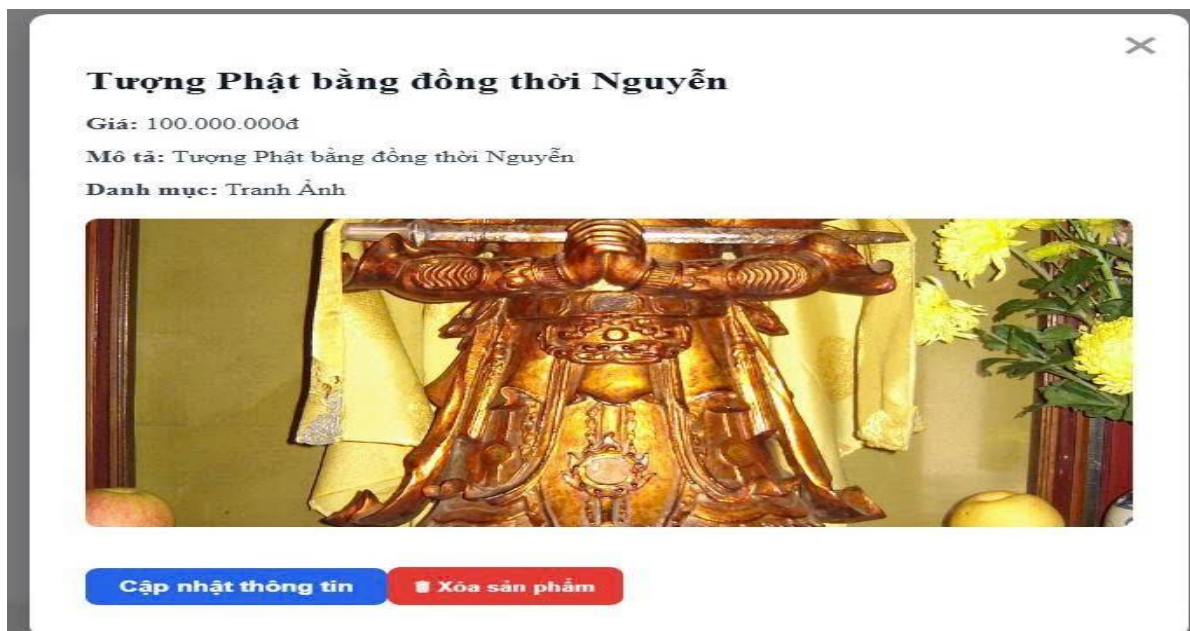 Tượng Phật bằng đồng thời Nguyễn
Giá: 100.000.000đ
Mô tả: Tượng Phật bằng đồng thời Nguyễn
Danh mục: Tranh Ảnh
Cập nhật thông tin
Xóa sản phẩm